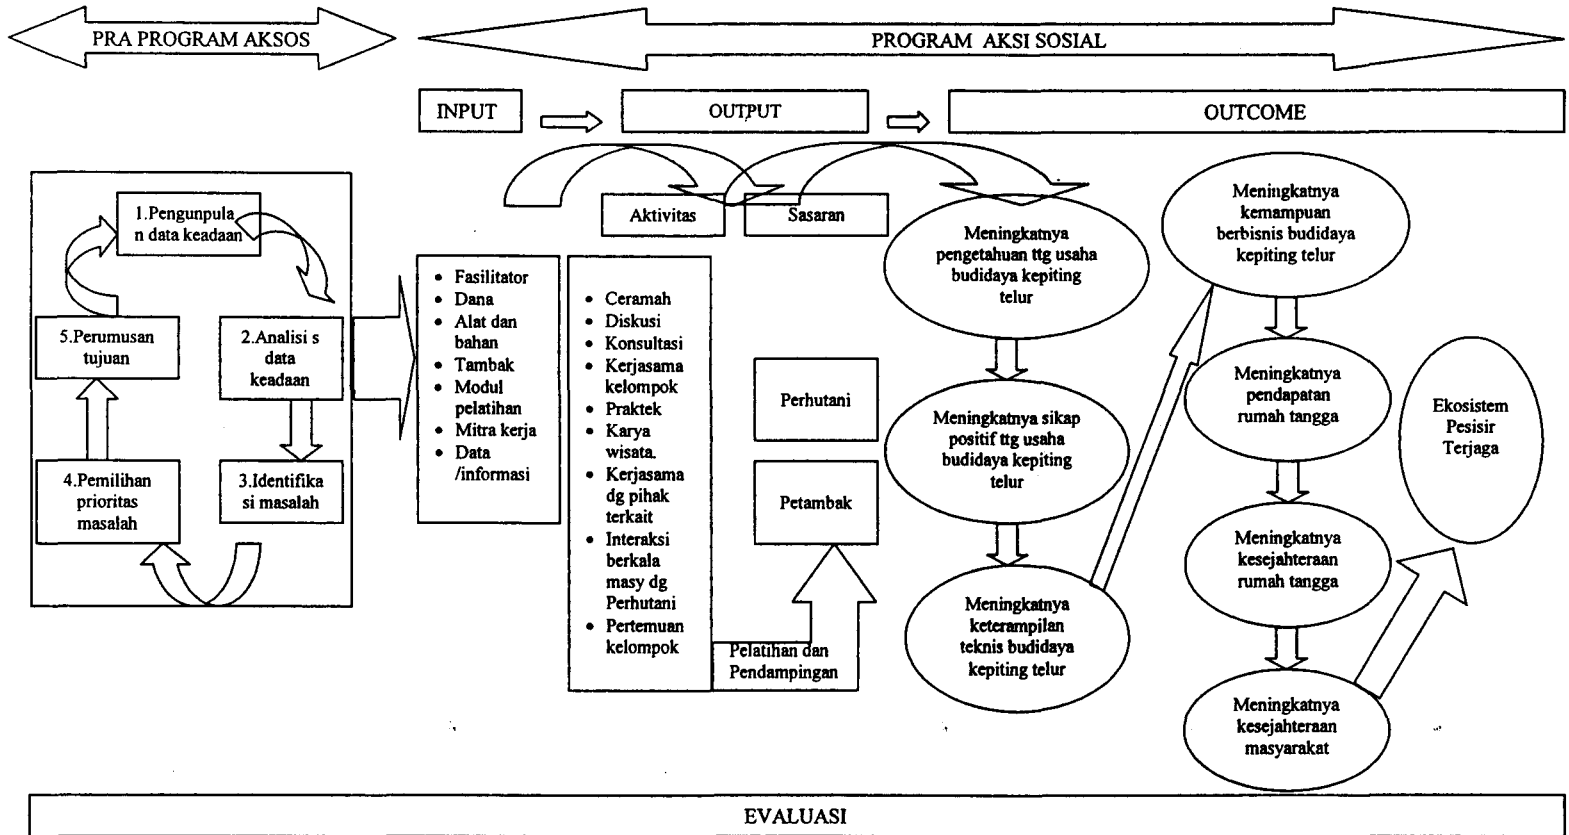 PRA PROGRAM AKSOS
PROGRAM AKSI SOSIAL
INPUT
OUTPUT
OUTCOME
1.Pengunpula
n data keadaan
2.Analisi s
data
keadaan
3.Identifika
si masalah
4.Pemilihan
prioritas
masalah
5.Perumusan
tujuan
• Fasilitator
• Dana
• Alat dan
bahan
• Tambak
• Modul
pelatihan
• Mitra kerja
• Data
/informasi
Aktivitas
• Ceramah
• Diskusi
• Konsultasi
• Kerjasama
kelompok
• Praktek
• Karya
wisata.
• Kerjasama
dg pihak
terkait
• Interaksi
berkala
masy dg
Perhutani
• Pertemuan
kelompok
Sasaran
Perhutani
Petambak
Pelatihan dan
Pendampingan
Meningkatnya
pengetahuan ttg usaha
budidaya kepiting
telur
Meningkatnya sikap
positif ttg usaha
budidaya kepiting
telur
Meningkatnya
keterampilan
teknis budidaya
kepiting telur
Meningkatnya
kemampuan
berbisnis budidaya
kepiting telur
Meningkatnya
pendapatan
rumah tangga
Meningkatnya
kesejahteraan
rumah tangga
Meningkatnya
kesejahteraan
masyarakat
Ekosistem
Pesisir
Terjaga
EVALUASI